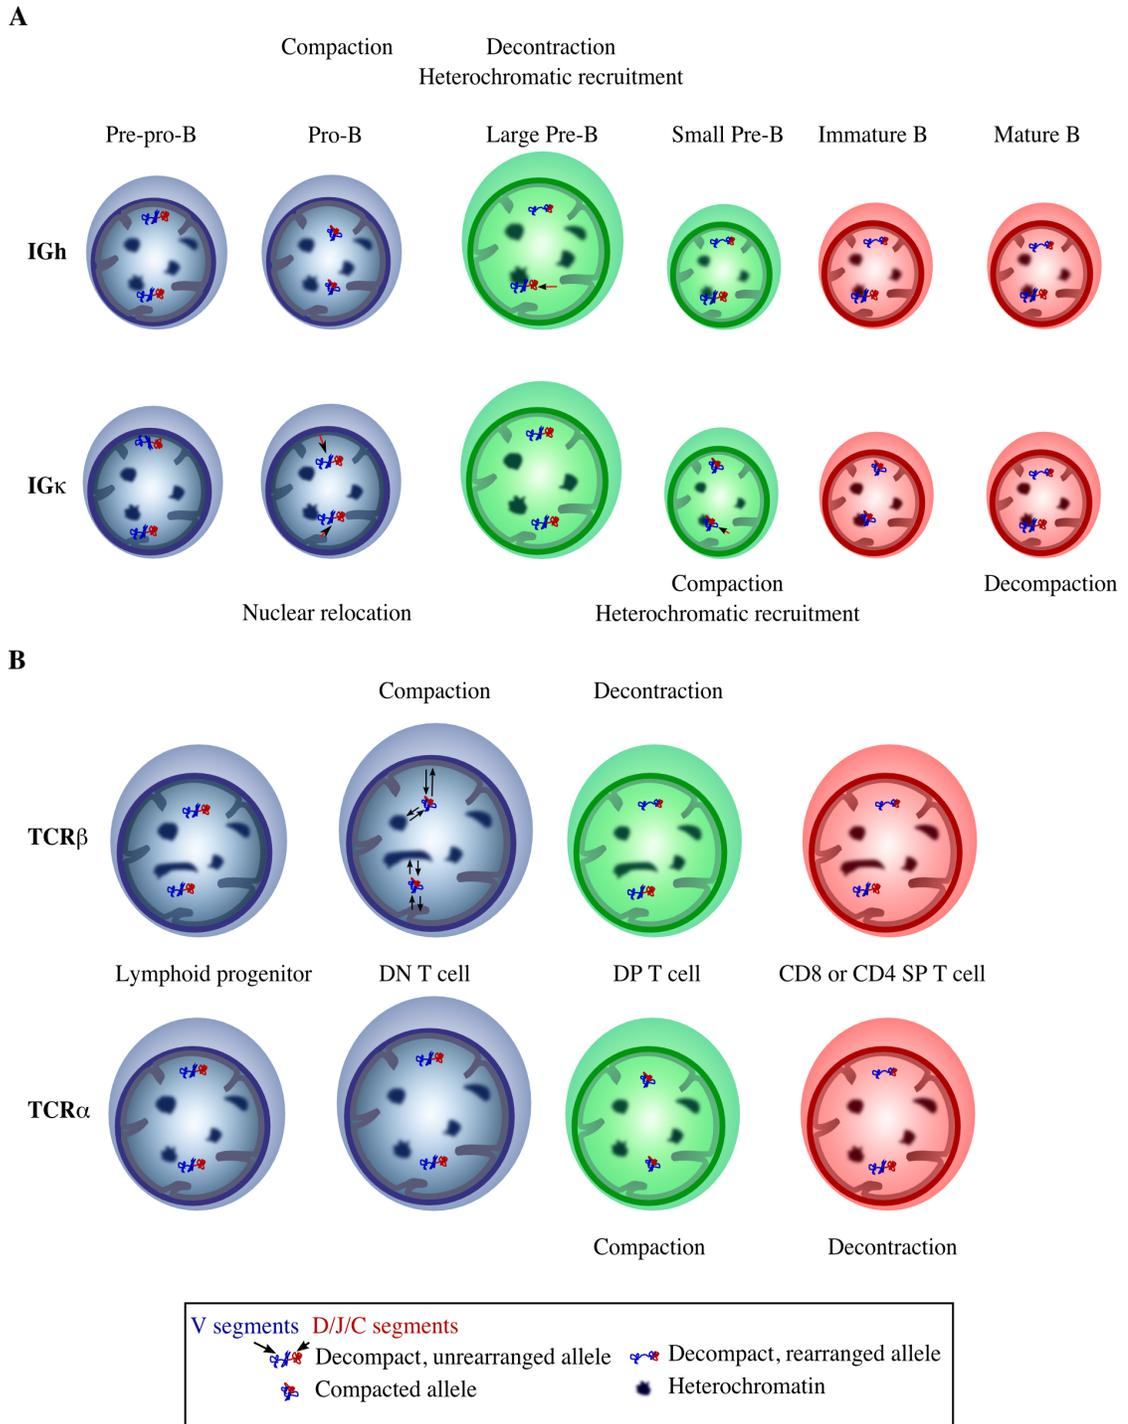 A
Compaction
Decontraction
Heterochromatic recruitment
Pre-pro-B
Pro-B
Large Pre-B
Small Pre-B
Immature B
Mature B
IGh
IGκ
Compaction
Decompaction
Nuclear relocation
Heterochromatic recruitment
B
Compaction
Decontraction
TCRβ
Lymphoid progenitor
DN T cell
DP T cell
CD8 or CD4 SP T cell
TCRα
Compaction
Decontraction
V segments D/J/C segments
Decompact, unrearranged allele
Decompact, rearranged allele
Compacted allele
Heterochromatin